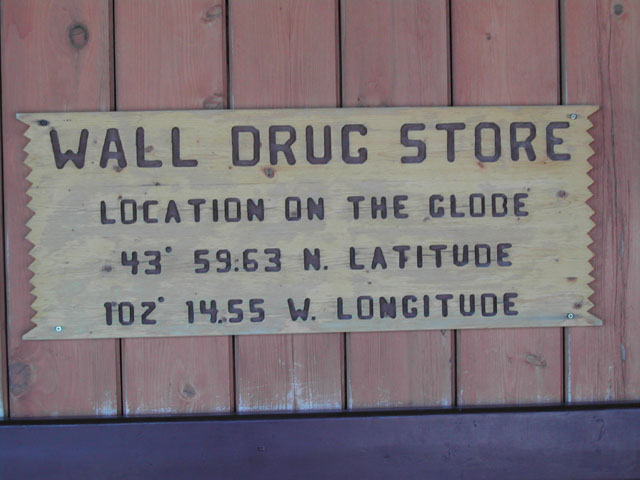 WALL DRUG STORE
LOCATION ON THE GLOBE
43° 59.63 N. LATITUDE
102° 14.55 W. LONGITUDE